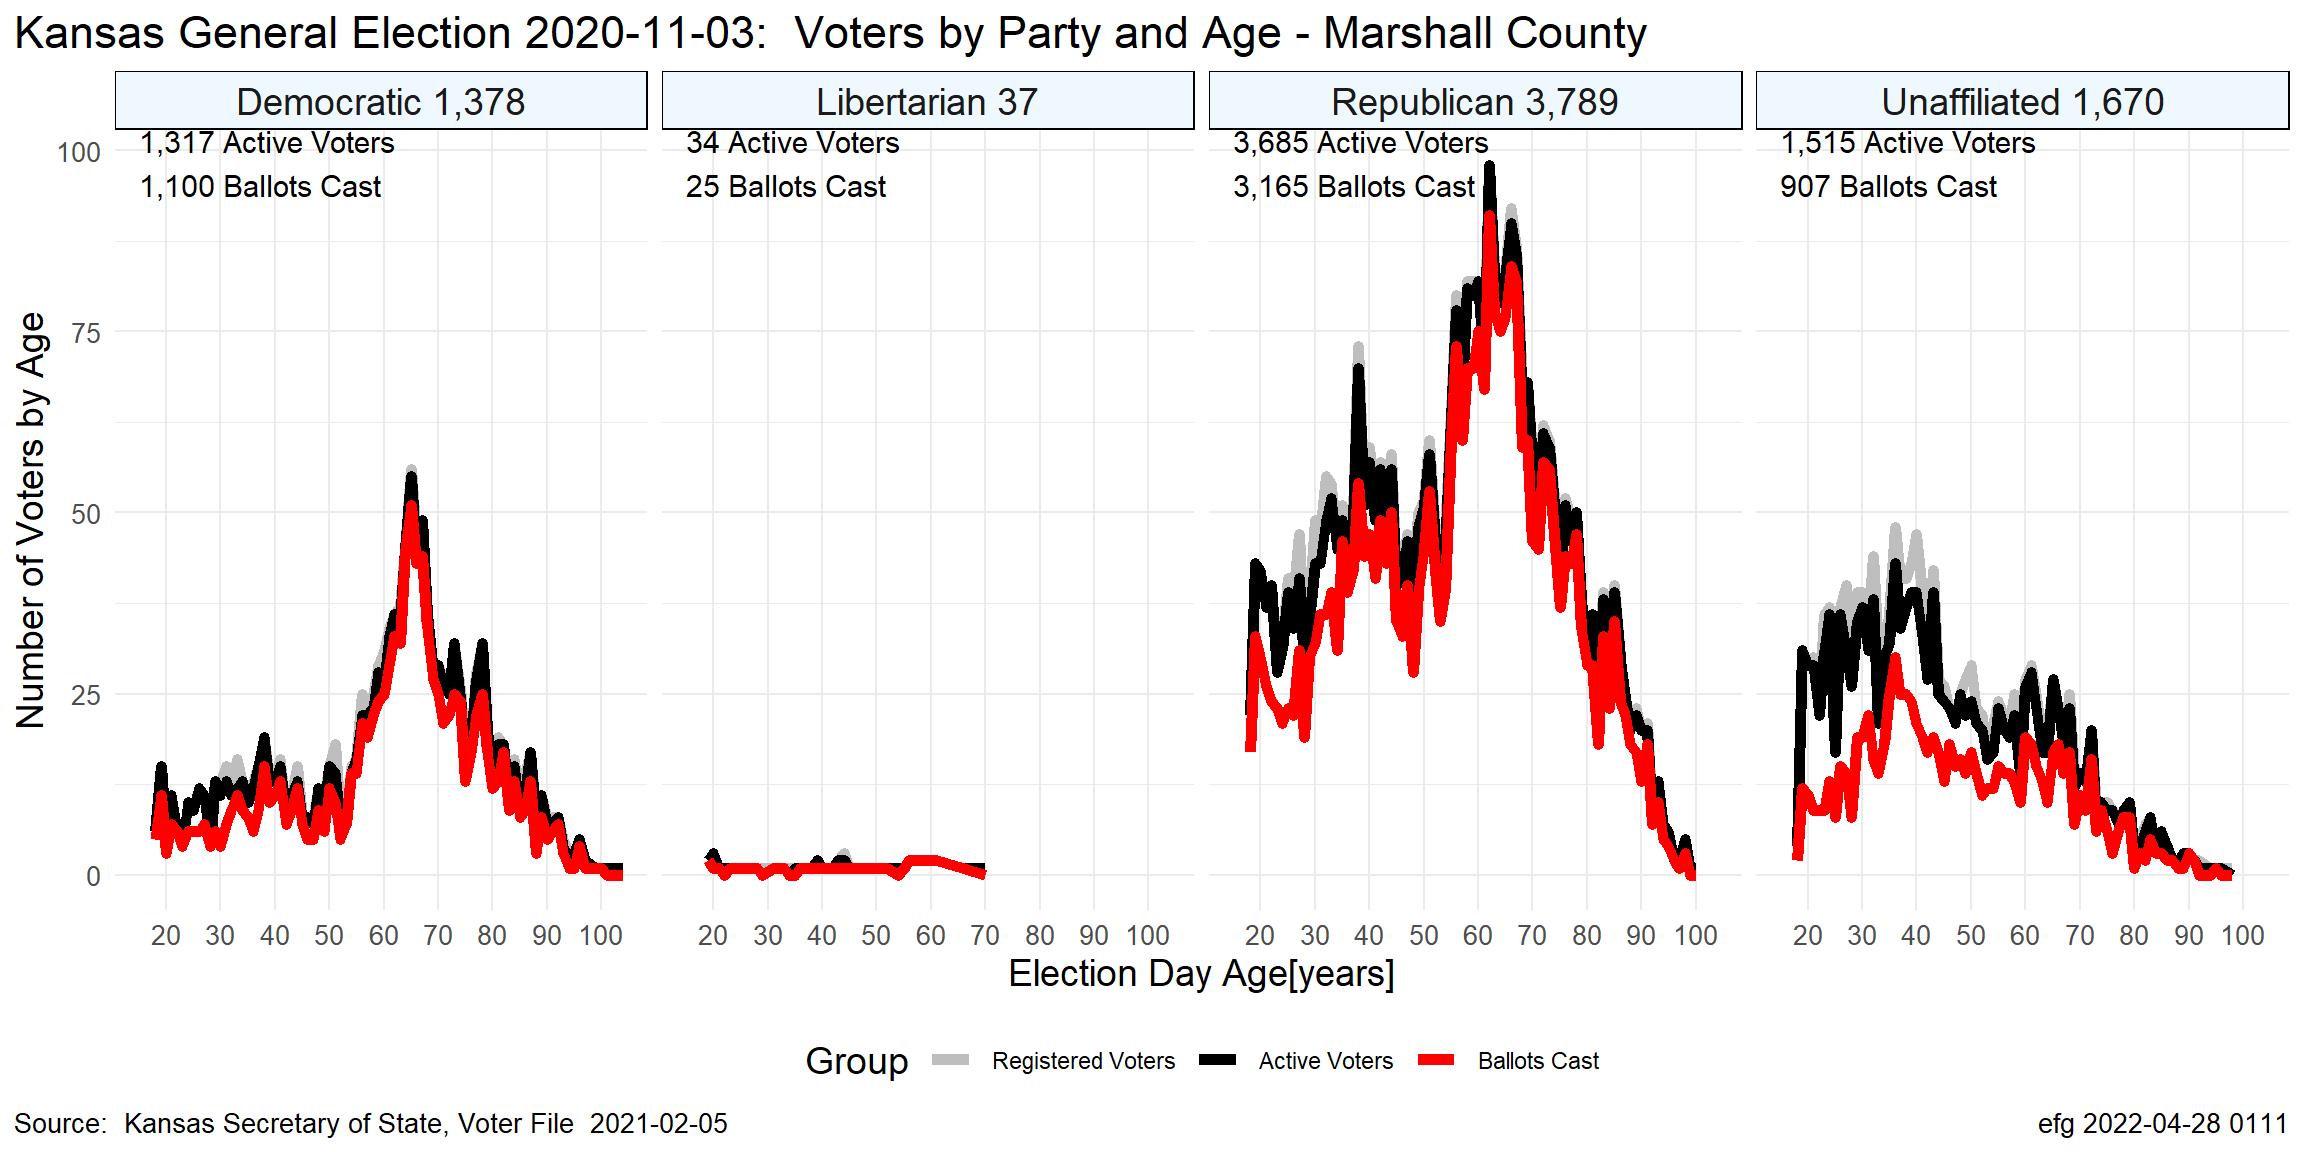 Kansas General Election 2020-11-03:  Voters by Party and Age - Marshall County
Democratic 1,378
Libertarian 37
Republican 3,789
Unaffiliated 1,670
1,317 Active Voters
1,100 Ballots Cast
34 Active Voters
25 Ballots Cast
3,685 Active Voters
3,165 Ballots Cast
1,515 Active Voters
907 Ballots Cast
Number of Voters by Age
100
75
50
25
0
20 30 40 50 60 70 80 90 100
20 30 40 50 60 70 80 90 100
20 30 40 50 60 70 80 90 100
20 30 40 50 60 70 80 90 100
Election Day Age[years]
Group Registered Voters Active Voters Ballots Cast
Source:  Kansas Secretary of State, Voter File  2021-02-05
efg 2022-04-28 0111